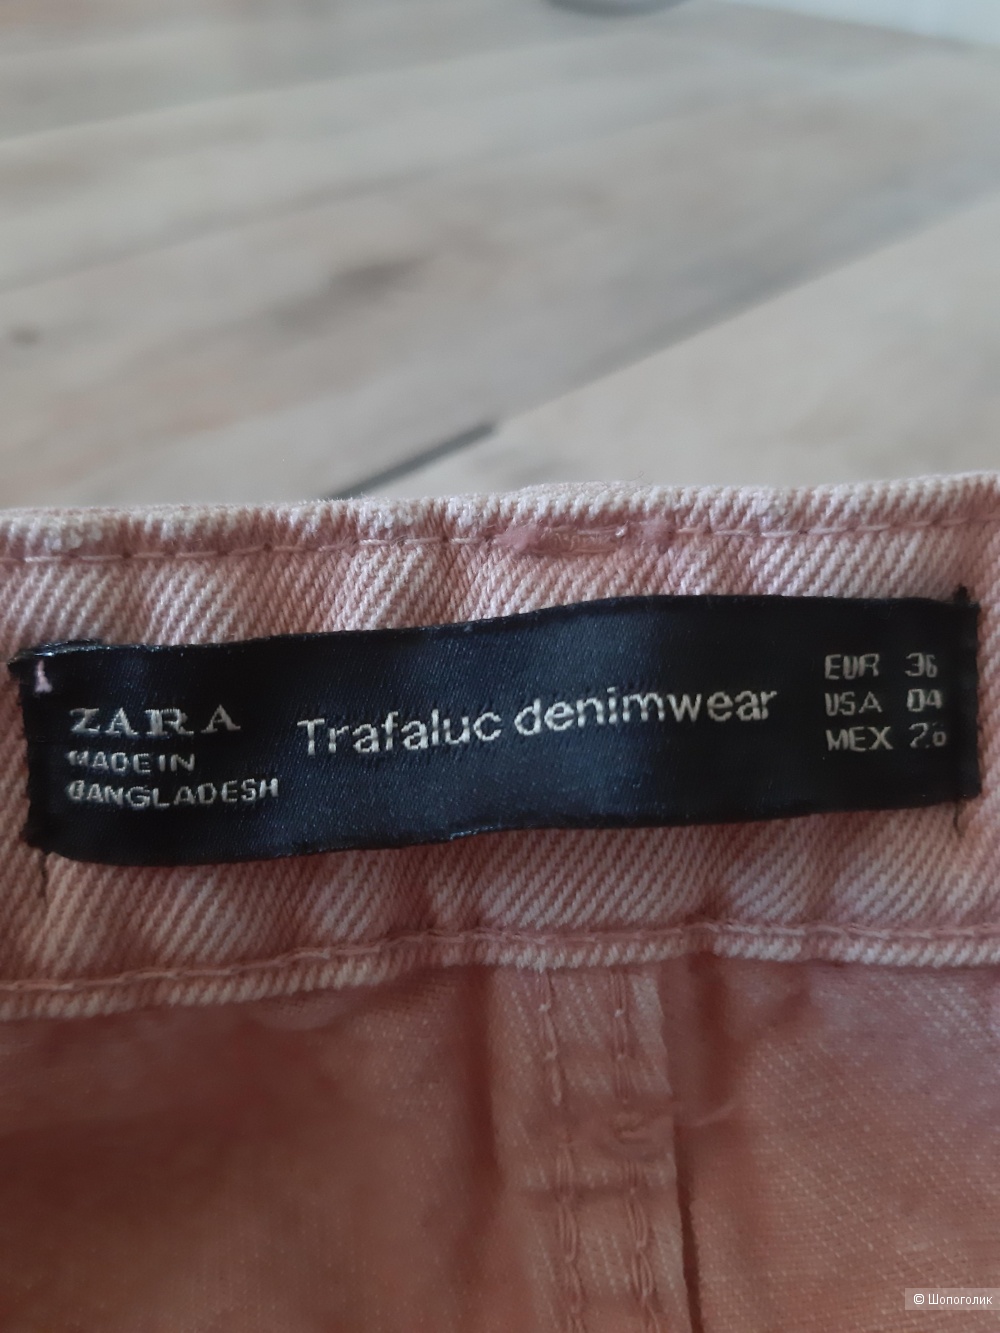 ZARA
MADE IN
BANGLADESH
Trafaluc denimwear
EUR 36
USA 04
MEX 26
© Шопоголик